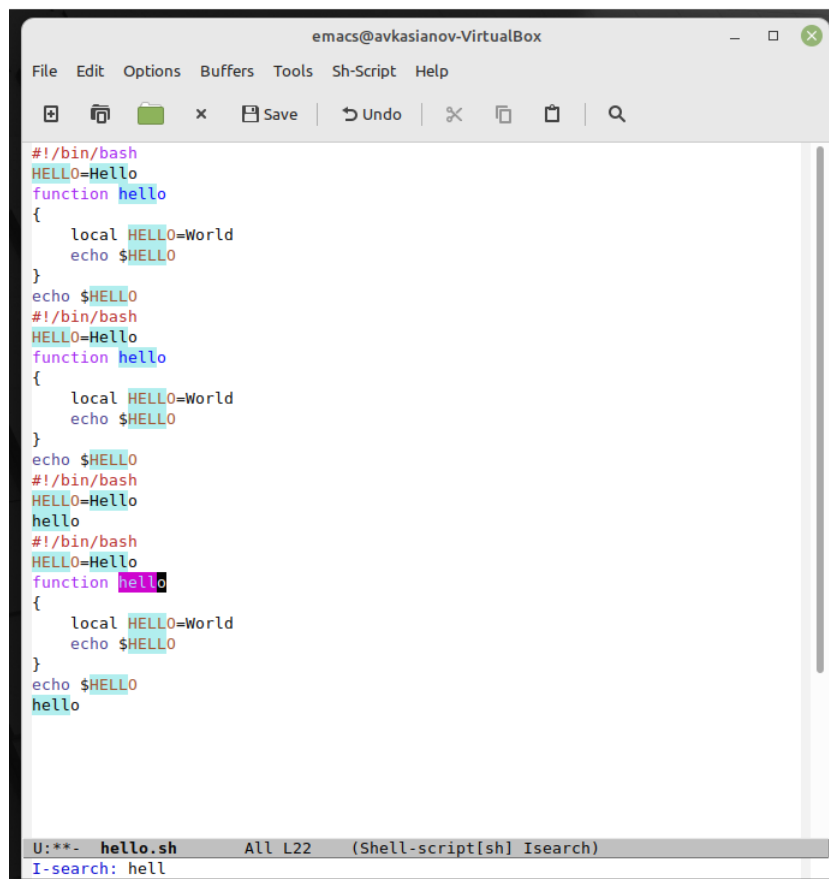 emacs@avkasianov-VirtualBox
File Edit Options Buffers Tools Sh-Script Help
Save Undo
#!/bin/bash
HELLO=Hello
function hello
{
    local HELLO=World
    echo $HELLO
}
echo $HELLO
#!/bin/bash
HELLO=Hello
function hello
{
    local HELLO=World
    echo $HELLO
}
echo $HELLO
#!/bin/bash
HELLO=Hello
hello
#!/bin/bash
HELLO=Hello
function hello
{
    local HELLO=World
    echo $HELLO
}
echo $HELLO
hello
U:**- hello.sh All L22 (Shell-script[sh] Isearch)
I-search: hell